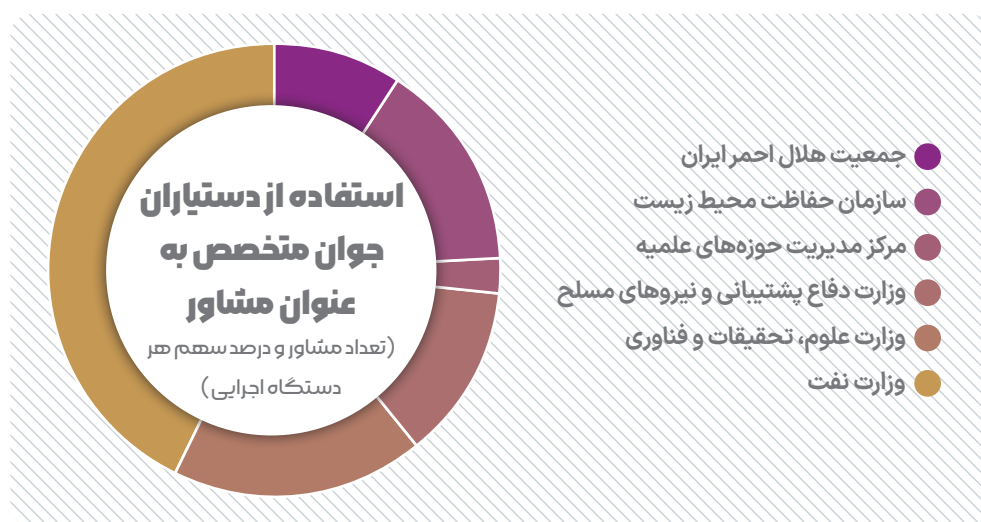 استفاده از دستیاران
جوان متخصص به
عنوان مشاور
(تعداد مشاور و درصد سهم هر
دستگاه اجرایی)
جمعیت هلال احمر ایران
سازمان حفاظت محیط زیست
مرکز مدیریت حوزه‌های علمیه
وزارت دفاع پشتیبانی و نیروهای مسلح
وزارت علوم، تحقیقات و فناوری
وزارت نفت